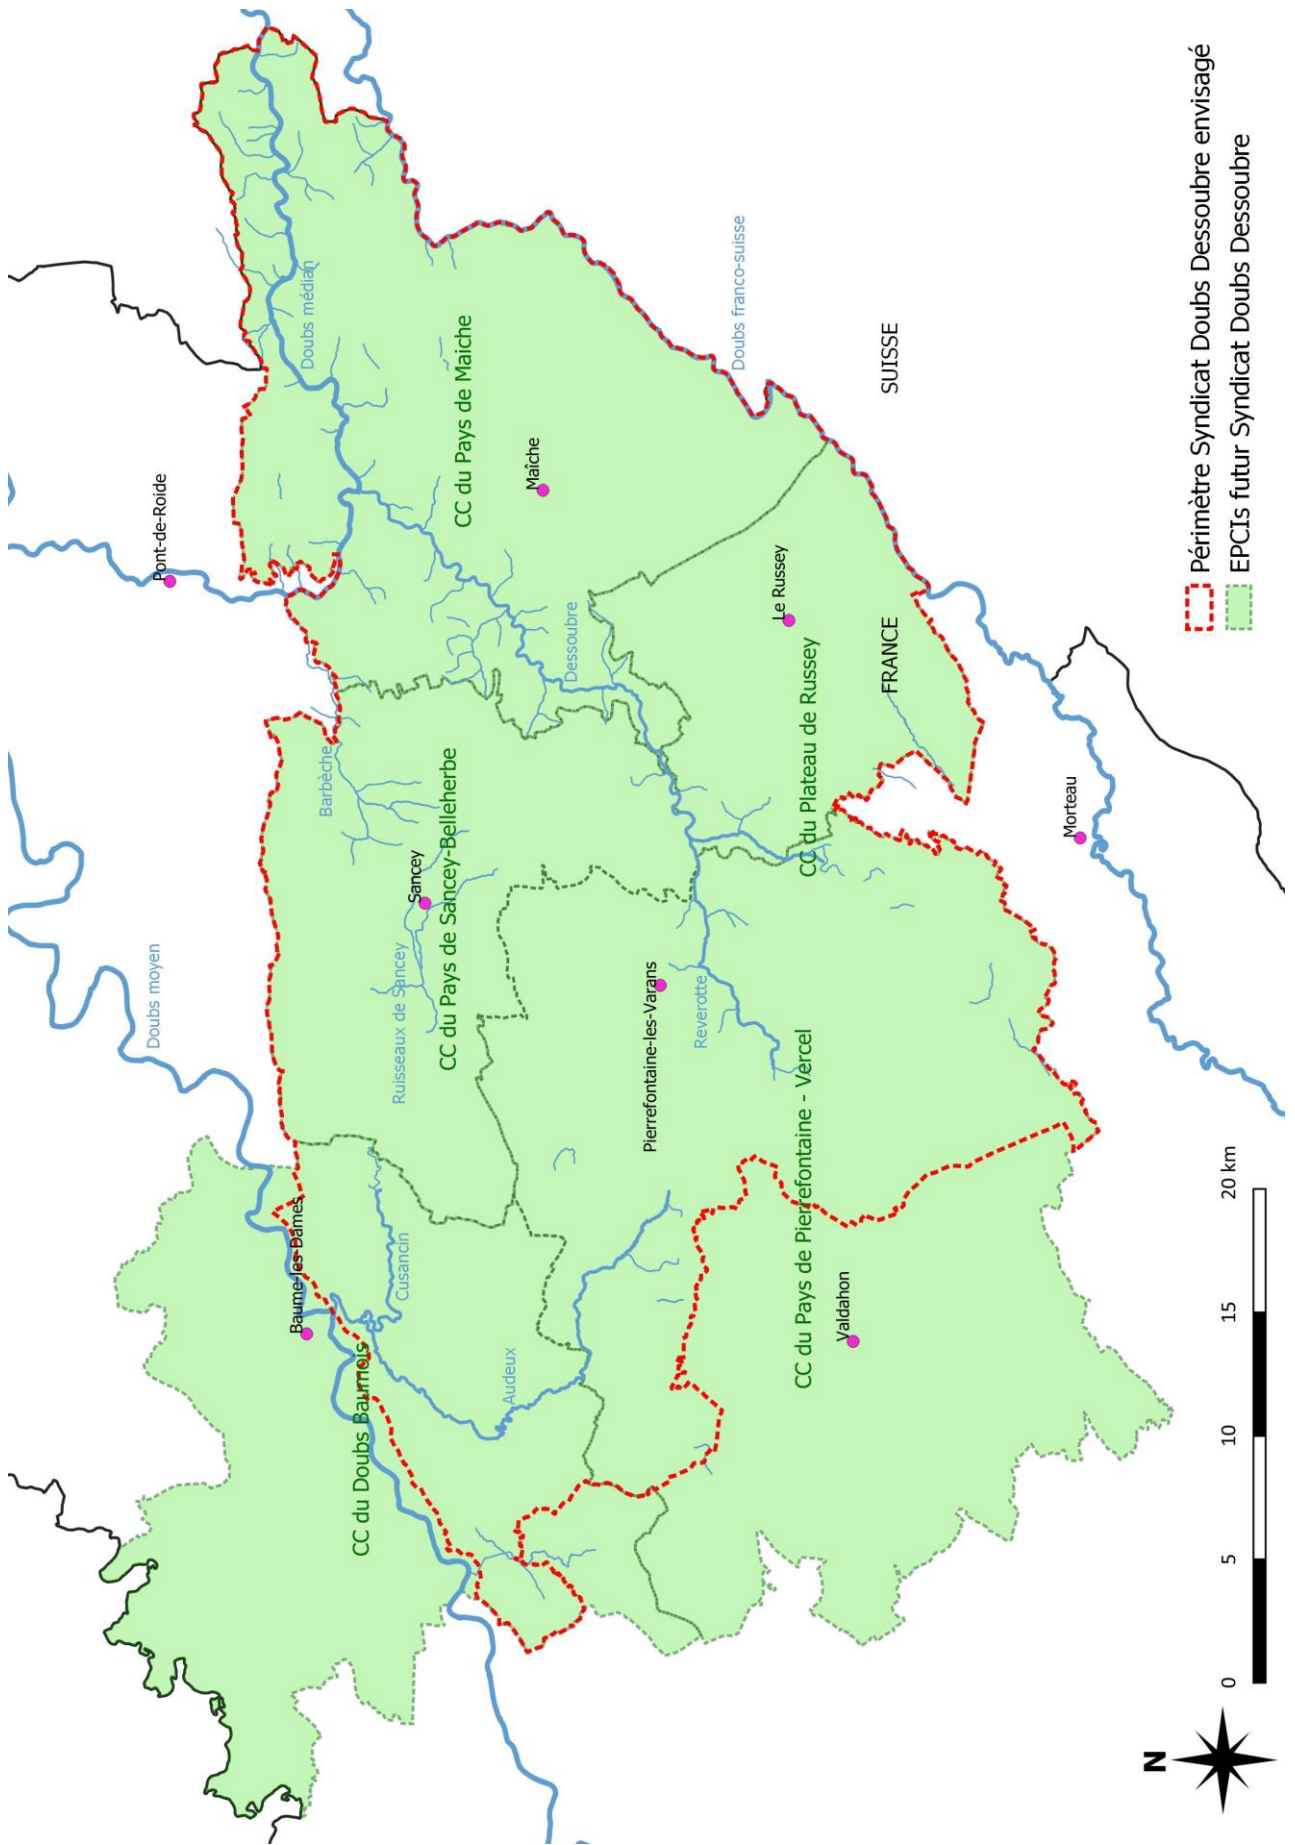 Pont-de-Roide
Doubs médian
CC du Pays de Maiche
Maîche
Doubs franco-suisse
SUISSE
Dessoubre
Le Russey
FRANCE
CC du Plateau de Russey
Barbèche
Sancey
CC du Pays de Sancey-Belleherbe
Ruisseaux de Sancey
Doubs moyen
Morteau
Pierrefontaine-les-Varans
Reverotte
CC du Pays de Pierrefontaine - Vercel
Baume-les-Dames
Cusancin
CC du Doubs Baumois
Audeux
Valdahon
Périmètre Syndicat Doubs Dessoubre envisagé
EPCIs futur Syndicat Doubs Dessoubre
N
0 5 10 15 20 km